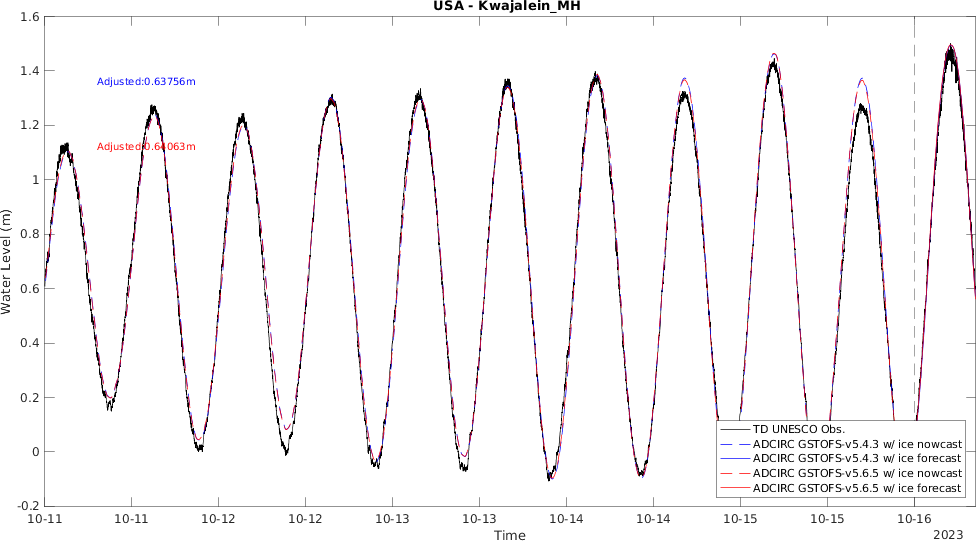 USA - Kwajalein_MH
Water Level (m)
1.6
1.4
1.2
1
0.8
0.6
0.4
0.2
0
-0.2
Adjusted:0.63756m
Adjusted:0.64063m
TD UNESCO Obs.
ADCIRC GSTOFS-v5.4.3 w/ ice nowcast
ADCIRC GSTOFS-v5.4.3 w/ ice forecast
ADCIRC GSTOFS-v5.6.5 w/ ice nowcast
ADCIRC GSTOFS-v5.6.5 w/ ice forecast
10-11 10-11 10-12 10-12 10-13 10-13 10-14 10-14 10-15 10-15 10-16
Time
2023